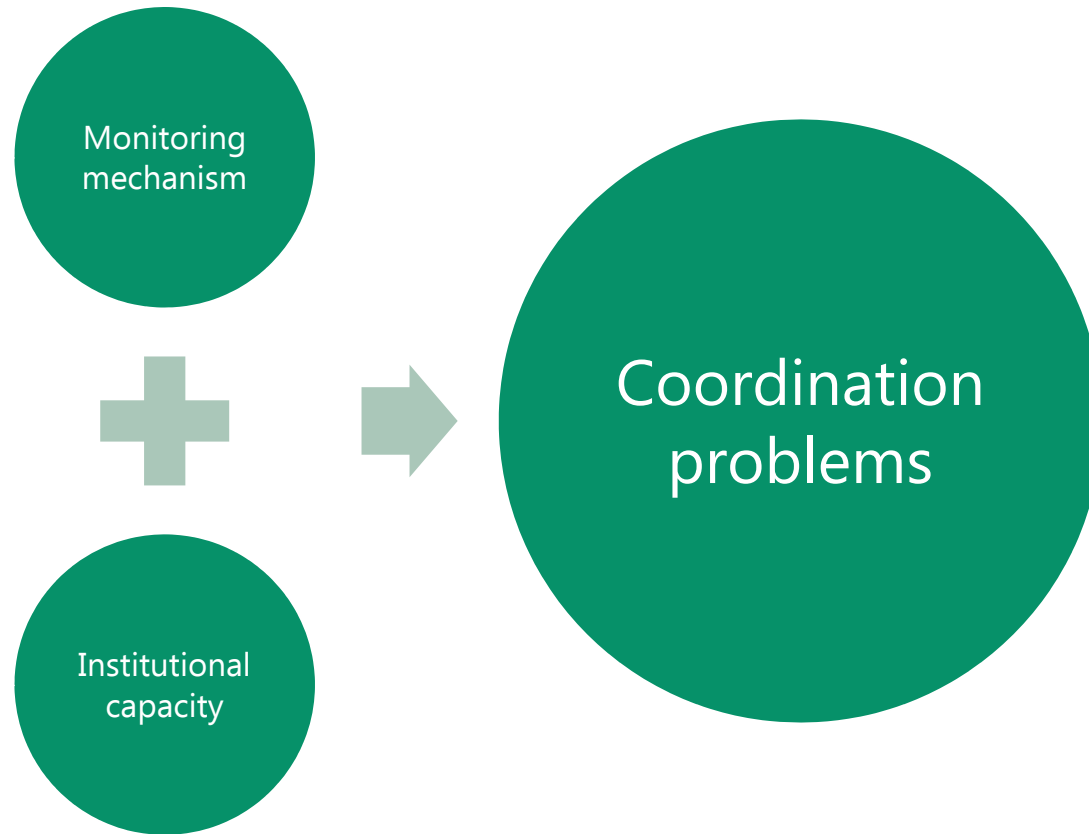 Monitoring
mechanism
Institutional
capacity
Coordination
problems